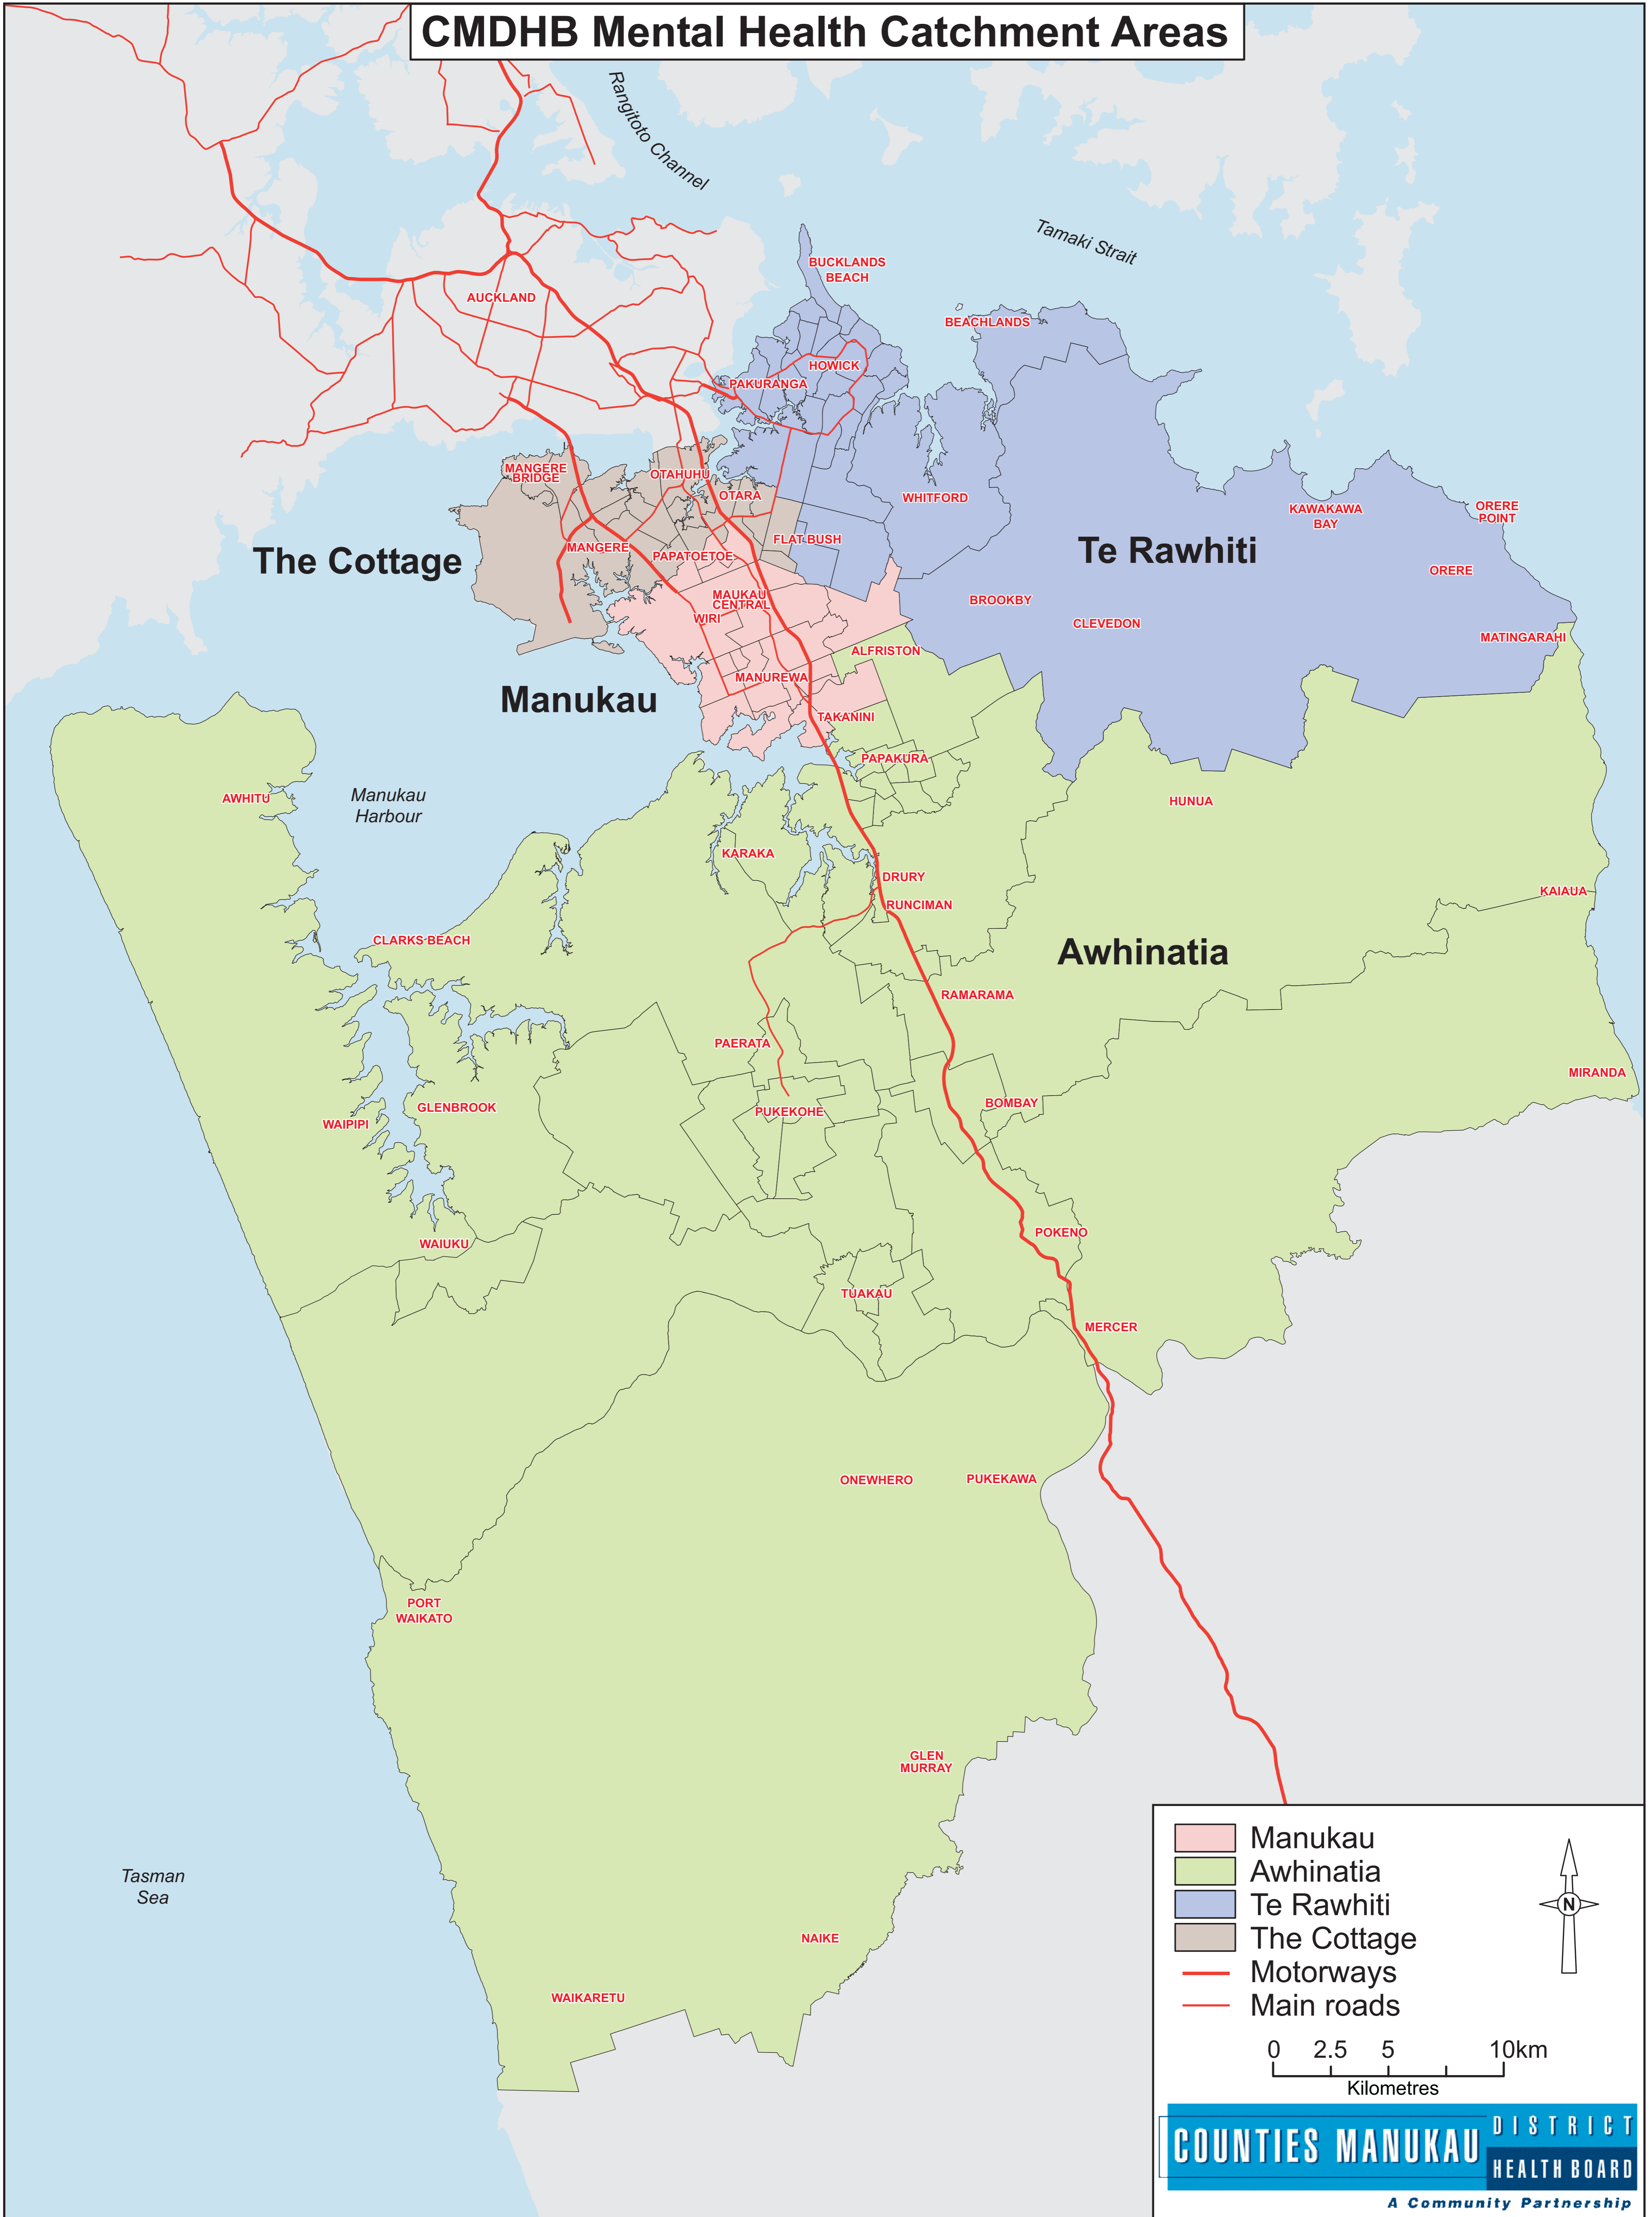 CMDHB Mental Health Catchment Areas
Rangitoto Channel
Tamaki Strait
BUCKLANDS
BEACH
AUCKLAND
BEACHLANDS
HOWICK
PAKURANGA
MANGERE
BRIDGE
OTAHUHU
OTARA
WHITFORD
KAWAKAWA
BAY
ORERE
POINT
The Cottage
MANGERE
PAPATOETOE
FLAT BUSH
Te Rawhiti
ORERE
MAUKAU
CENTRAL
WIRI
BROOKBY
CLEVEDON
MATINGARAHI
ALFRISTON
Manukau
MANUREWA
TAKANINI
PAPAKURA
AWHITU
Manukau
Harbour
HUNUA
KARAKA
DRURY
RUNCIMAN
KAIAUA
CLARKS BEACH
Awhinatia
RAMARAMA
PAERATA
MIRANDA
GLENBROOK
PUKEKOHE
BOMBAY
WAIPIPI
WAIUKU
POKENO
TUAKAU
MERCER
ONEWHERO
PUKEKAWA
PORT
WAIKATO
GLEN
MURRAY
Tasman
Sea
NAIKE
WAIKARETU
Manukau
Awhinatia
Te Rawhiti
The Cottage
Motorways
Main roads
N
0 2.5 5 10km
Kilometres
COUNTIES MANUKAU
DISTRICT
HEALTH BOARD
A Community Partnership